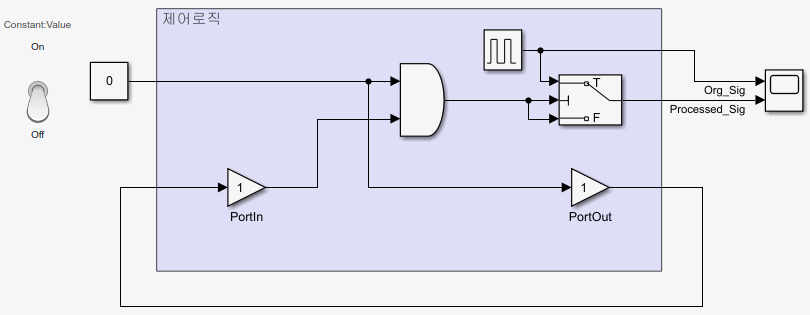 제어로직
Constant:Value
On
Off
0
T
F
Org_Sig
Processed_Sig
1
PortIn
1
PortOut